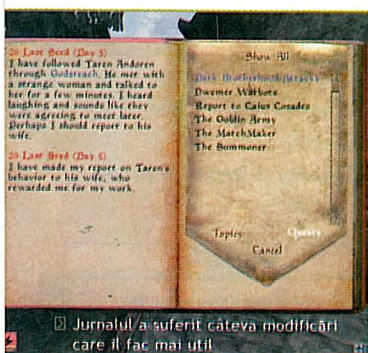 20 Last Seed (Day 5)
I have followed Taren Andoren
through Godsreach. He met with
a strange woman and talked to
her for a few minutes. I heard
laughing and sounds like they
were agreeing to meet later.
Perhaps I should report to his
wife.
20 Last Seed (Day 5)
I have made my report on Taren's
behavior to his wife, who
rewarded me for my work.
Show All
Dark Brotherhood Attacks
Dwemer Warbots
Report to Caius Cosades
The Goblin Army
The MatchMaker
The Summoner
Topics
Quests
Cancel
Jurnalul a suferit câteva modificări
care îl fac mai util